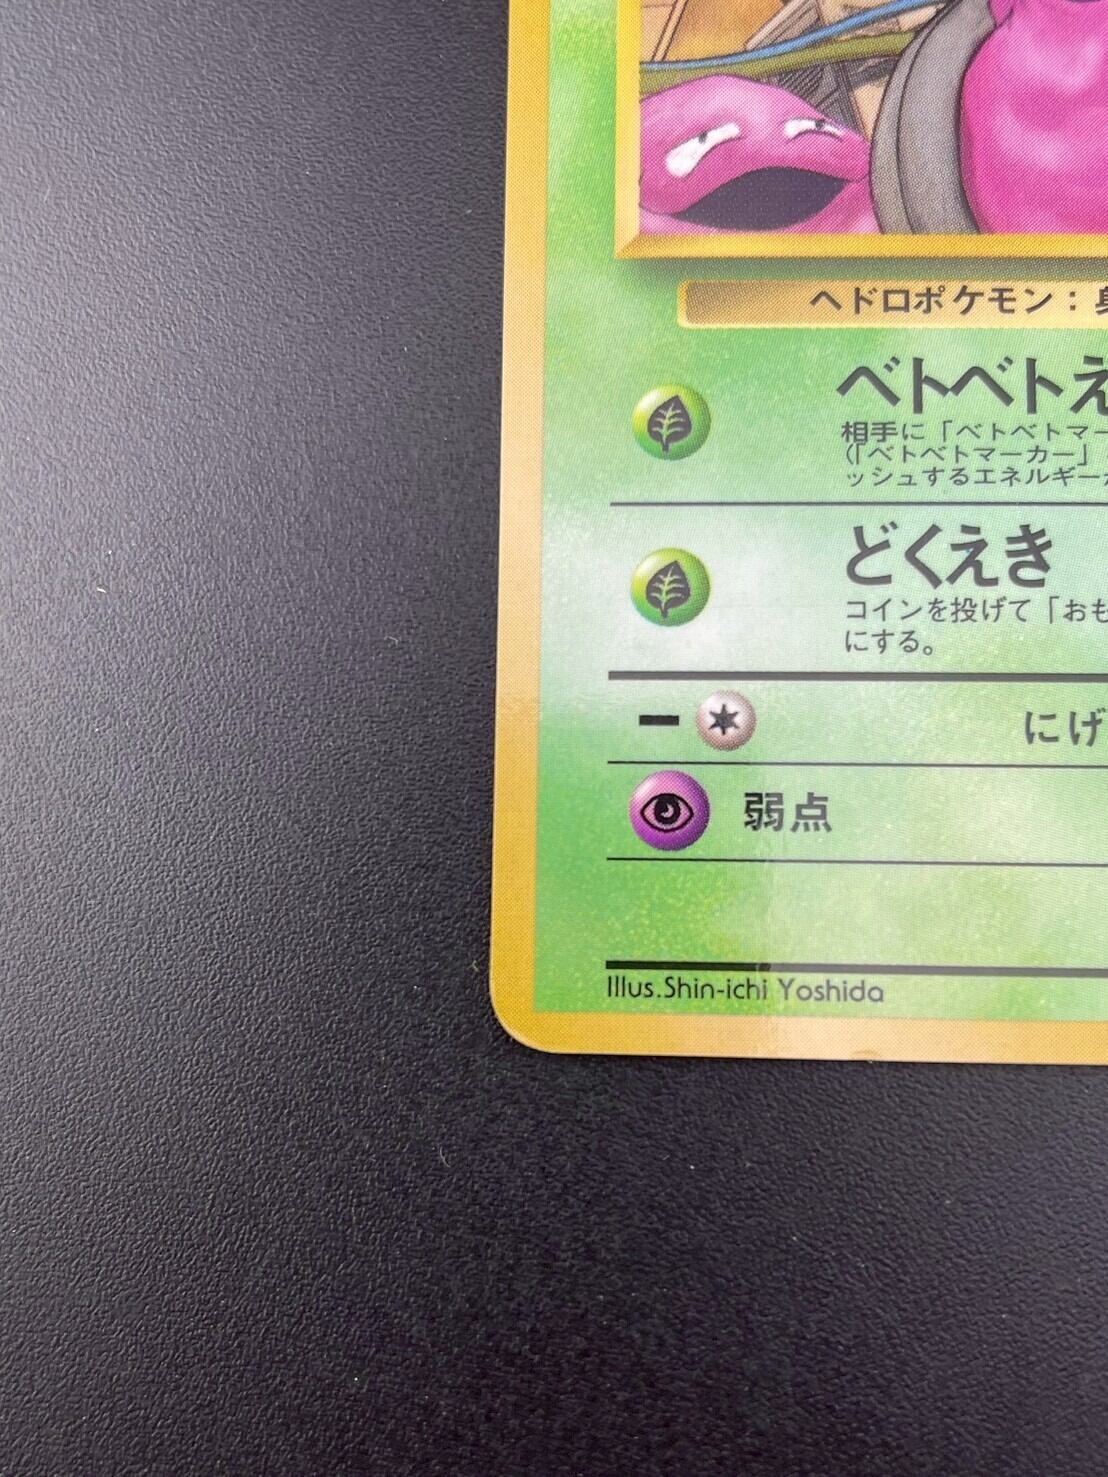 ヘドロポケモン：身
ベトベトえ
相手に「ベトベトマー
（「ベトベトマーカー」
ッシュするエネルギーが
どくえき
コインを投げて「おも
にする。
にげ
弱点
Illus.Shin-ichi Yoshida